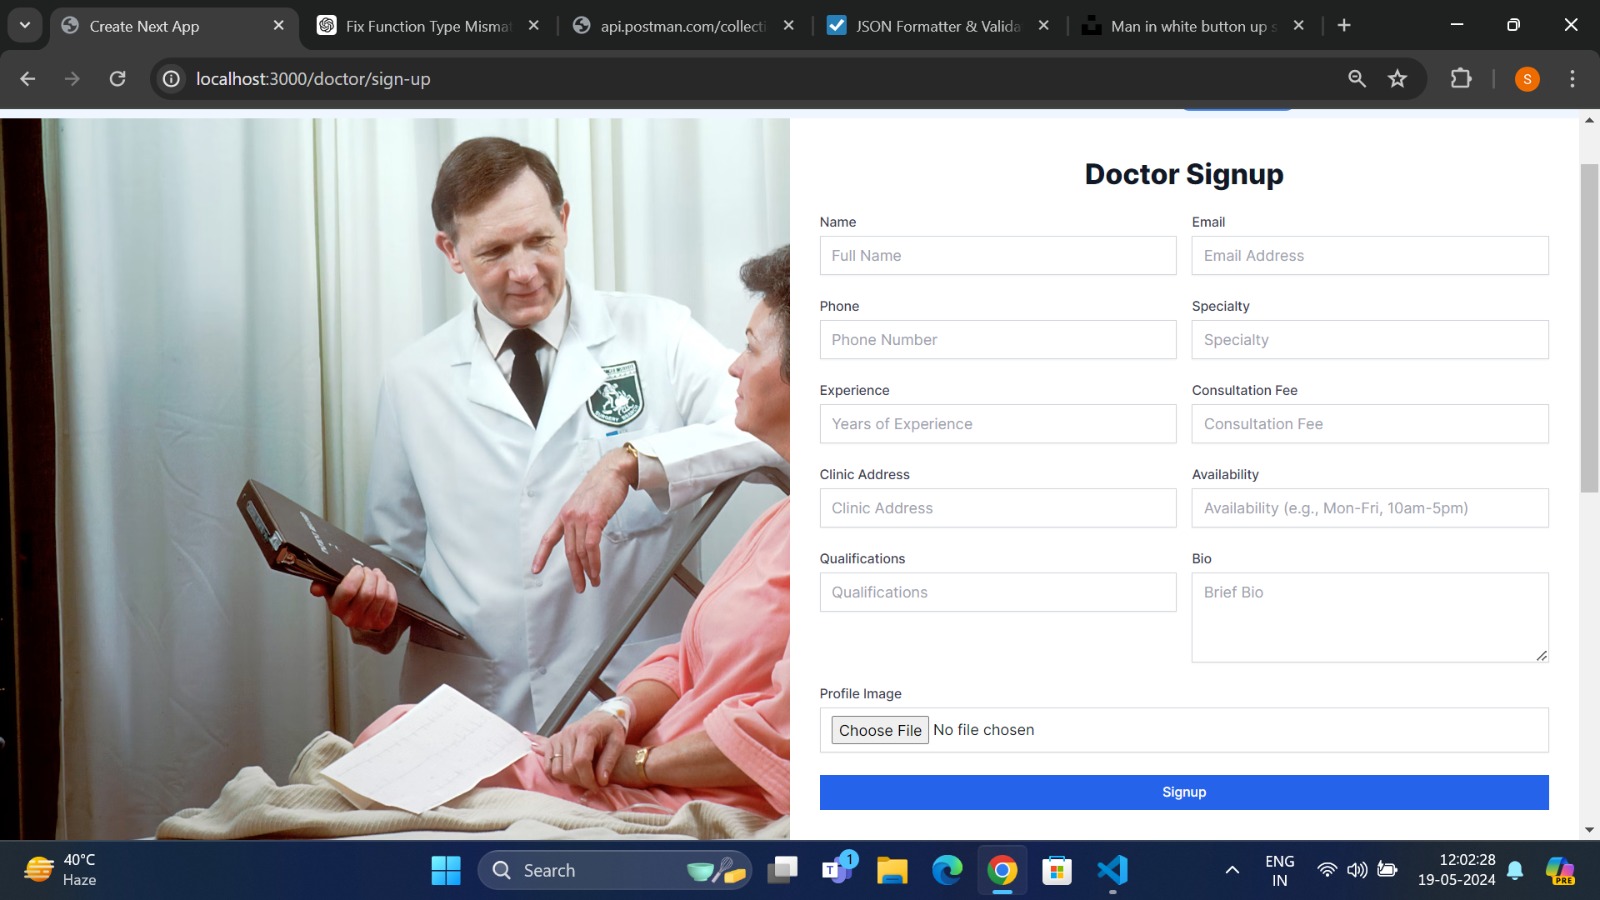 Create Next App
Fix Function Type Mismat
api.postman.com/collecti
JSON Formatter & Valida
Man in white button up s
localhost:3000/doctor/sign-up
S
Doctor Signup
Name
Email
Full Name
Email Address
Phone
Specialty
Phone Number
Specialty
Experience
Consultation Fee
Years of Experience
Consultation Fee
Clinic Address
Availability
Clinic Address
Availability (e.g., Mon-Fri, 10am-5pm)
Qualifications
Bio
Qualifications
Brief Bio
Profile Image
Choose File No file chosen
Signup
40°C
Haze
Search
T
1
ENG
IN
12:02:28
19-05-2024
PRE